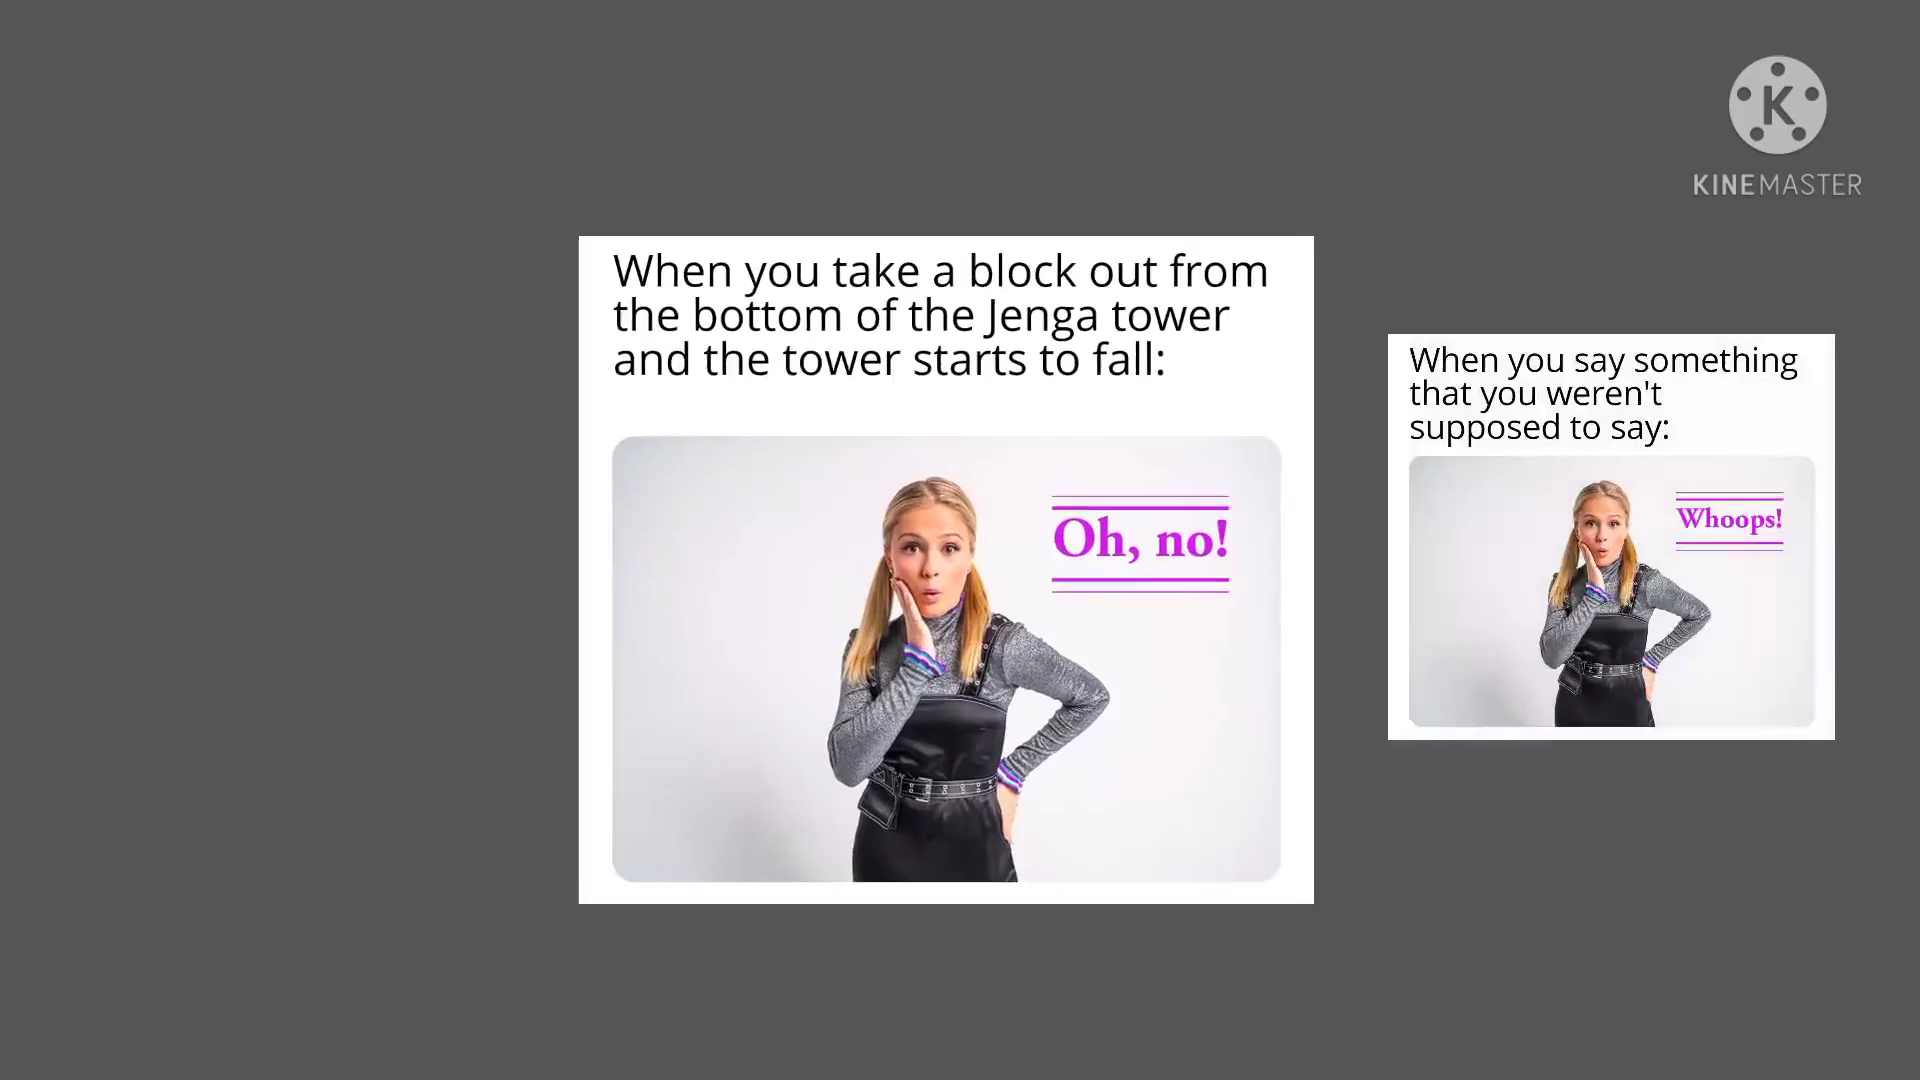 K
KINEMASTER
When you take a block out from
the bottom of the Jenga tower
and the tower starts to fall:
Oh, no!
When you say something
that you weren't
supposed to say:
Whoops!